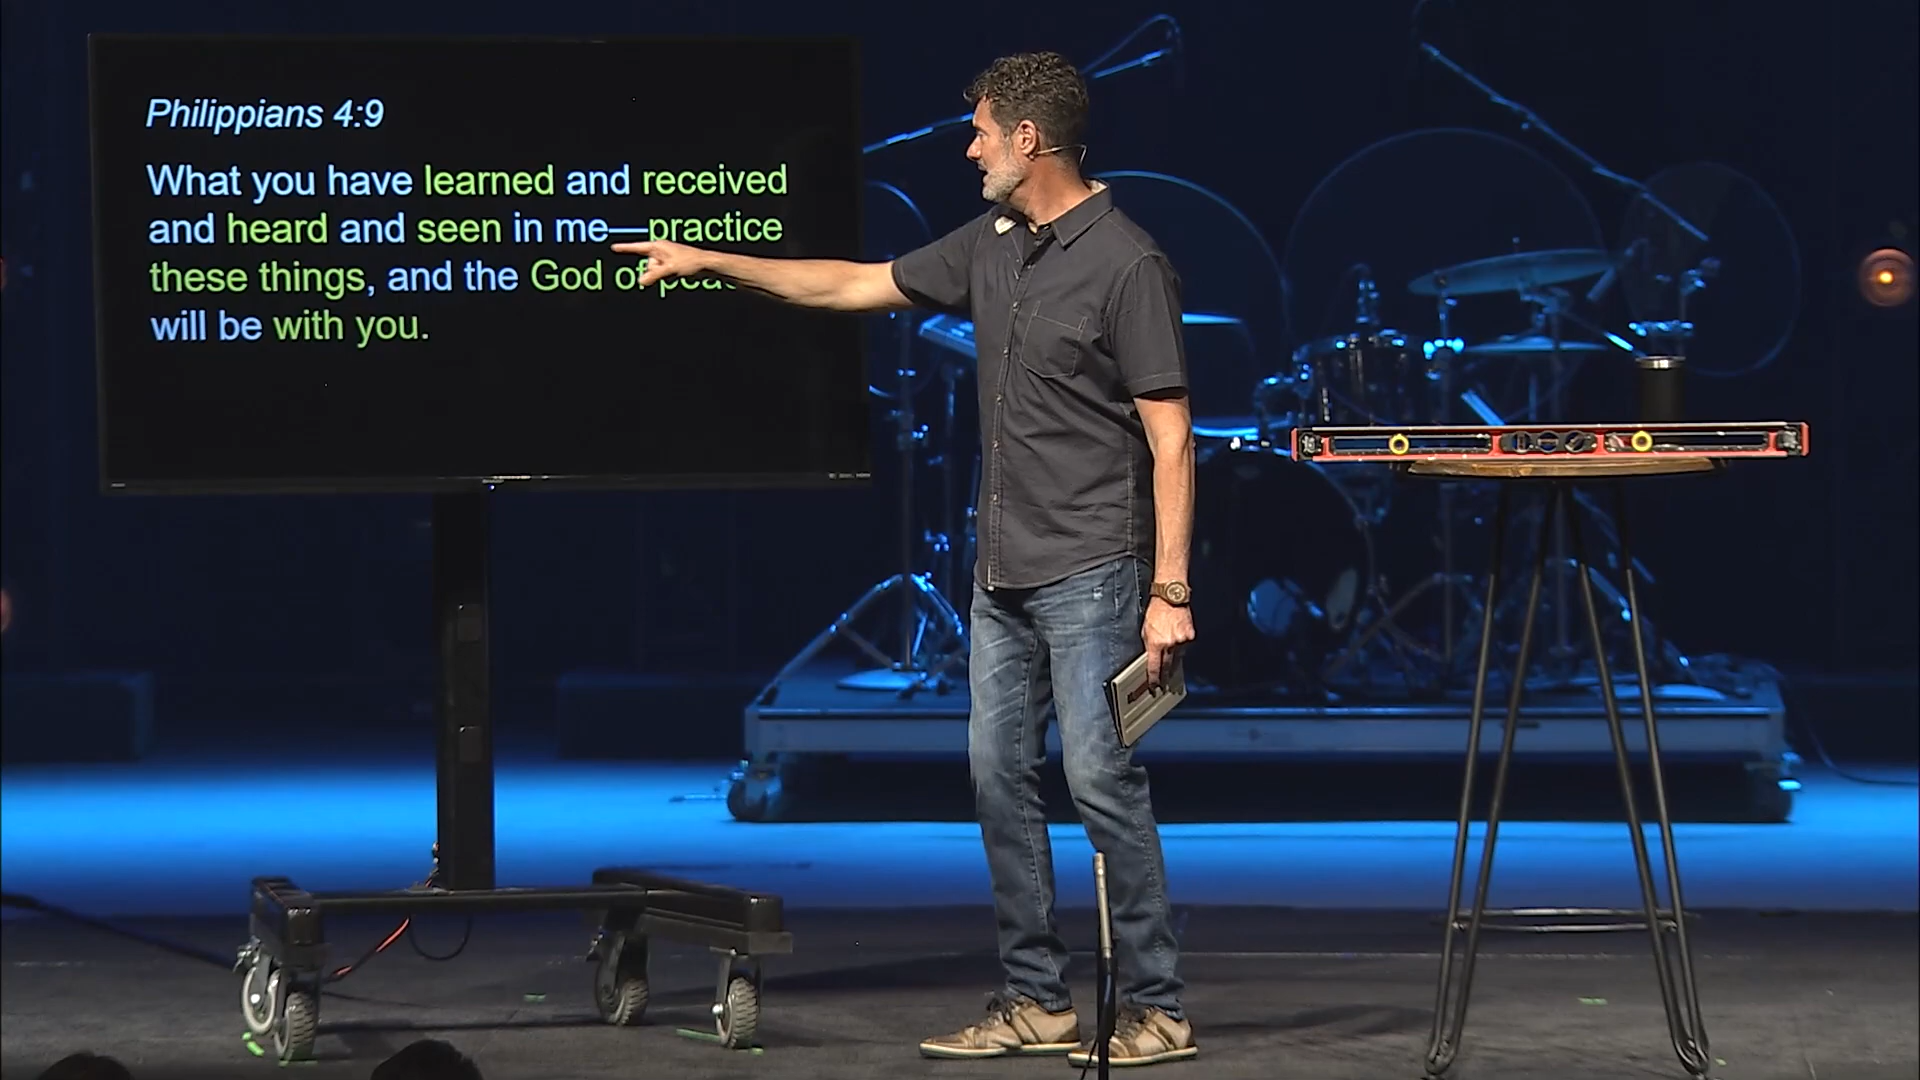 Philippians 4:9
What you have learned and received
and heard and seen in me—practice
these things, and the God of
will be with you.